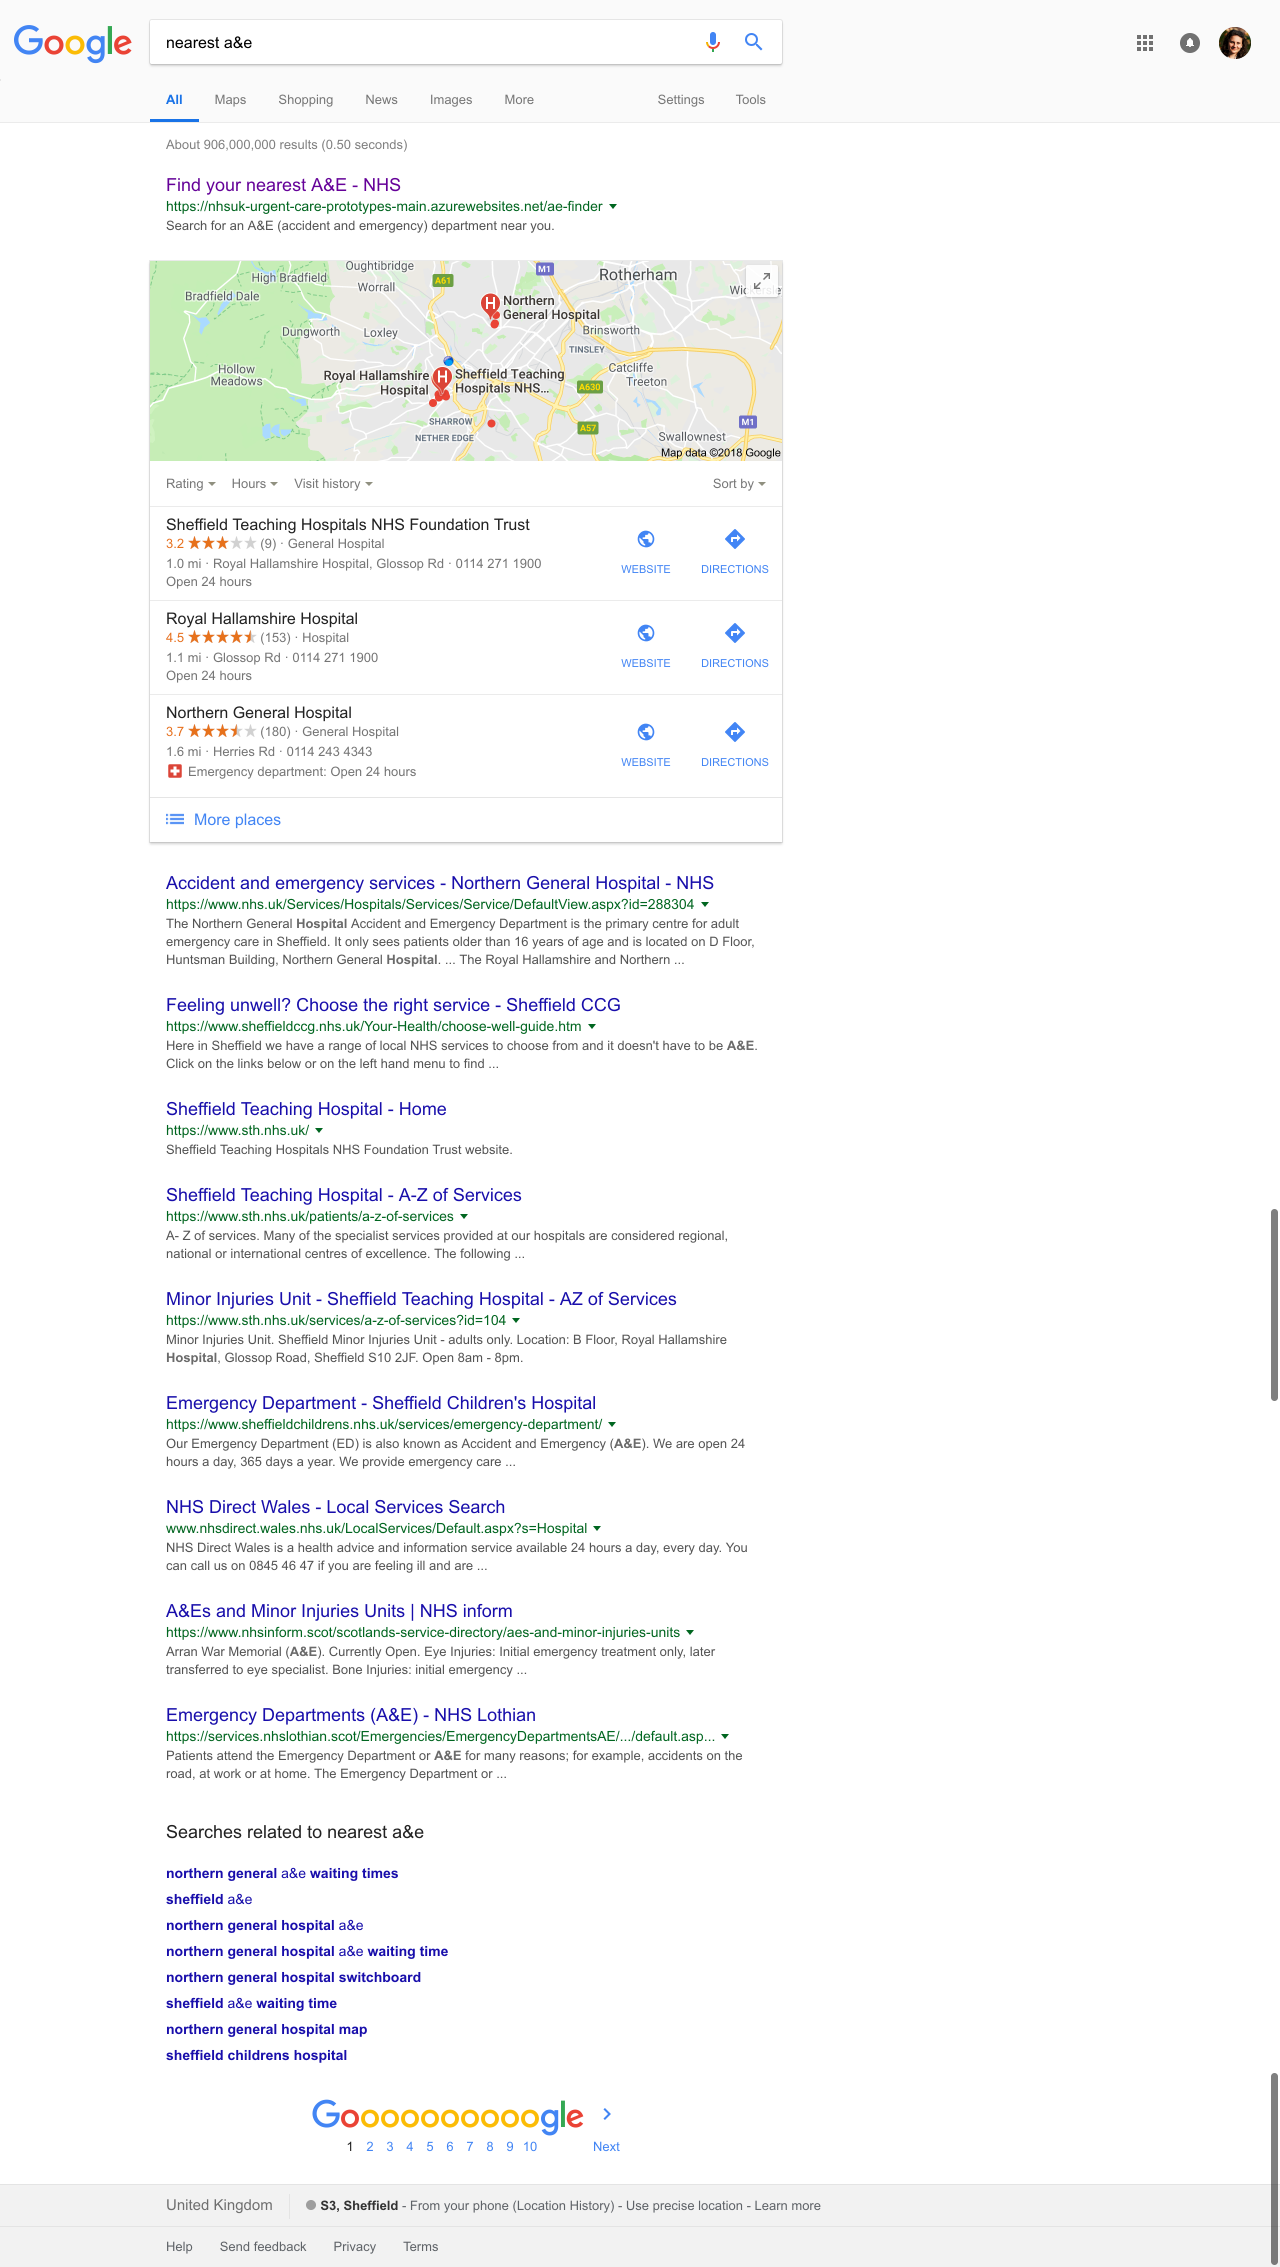 Google
nearest a&e
All Maps Shopping News Images More Settings Tools
About 906,000,000 results (0.50 seconds)
Find your nearest A&E - NHS
https://nhsuk-urgent-care-prototypes-main.azurewebsites.net/ae-finder
Search for an A&E (accident and emergency) department near you.
Oughtibridge
M1
Rotherham
High Bradfield
A61
Worrall
Bradfield Dale
Northern
General Hospital
Dungworth
Loxley
Brinsworth
TINSLEY
Hollow
Meadows
Royal Hallamshire
Hospital
Sheffield Teaching
Hospitals NHS...
Catcliffe
Treeton
A630
SHARROW
NETHER EDGE
A57
M1
Swallownest
Map data ©2018 Google
Rating Hours Visit history Sort by
Sheffield Teaching Hospitals NHS Foundation Trust
3.2 (9) · General Hospital
1.0 mi · Royal Hallamshire Hospital, Glossop Rd · 0114 271 1900
Open 24 hours
WEBSITE DIRECTIONS
Royal Hallamshire Hospital
4.5 (153) · Hospital
1.1 mi · Glossop Rd · 0114 271 1900
Open 24 hours
WEBSITE DIRECTIONS
Northern General Hospital
3.7 (180) · General Hospital
1.6 mi · Herries Rd · 0114 243 4343
Emergency department: Open 24 hours
WEBSITE DIRECTIONS
More places
Accident and emergency services - Northern General Hospital - NHS
https://www.nhs.uk/Services/Hospitals/Services/Service/DefaultView.aspx?id=288304
The Northern General Hospital Accident and Emergency Department is the primary centre for adult
emergency care in Sheffield. It only sees patients older than 16 years of age and is located on D Floor,
Huntsman Building, Northern General Hospital. ... The Royal Hallamshire and Northern ...
Feeling unwell? Choose the right service - Sheffield CCG
https://www.sheffieldccg.nhs.uk/Your-Health/choose-well-guide.htm
Here in Sheffield we have a range of local NHS services to choose from and it doesn't have to be A&E.
Click on the links below or on the left hand menu to find ...
Sheffield Teaching Hospital - Home
https://www.sth.nhs.uk/
Sheffield Teaching Hospitals NHS Foundation Trust website.
Sheffield Teaching Hospital - A-Z of Services
https://www.sth.nhs.uk/patients/a-z-of-services
A- Z of services. Many of the specialist services provided at our hospitals are considered regional,
national or international centres of excellence. The following ...
Minor Injuries Unit - Sheffield Teaching Hospital - AZ of Services
https://www.sth.nhs.uk/services/a-z-of-services?id=104
Minor Injuries Unit. Sheffield Minor Injuries Unit - adults only. Location: B Floor, Royal Hallamshire
Hospital, Glossop Road, Sheffield S10 2JF. Open 8am - 8pm.
Emergency Department - Sheffield Children's Hospital
https://www.sheffieldchildrens.nhs.uk/services/emergency-department/
Our Emergency Department (ED) is also known as Accident and Emergency (A&E). We are open 24
hours a day, 365 days a year. We provide emergency care ...
NHS Direct Wales - Local Services Search
www.nhsdirect.wales.nhs.uk/LocalServices/Default.aspx?s=Hospital
NHS Direct Wales is a health advice and information service available 24 hours a day, every day. You
can call us on 0845 46 47 if you are feeling ill and are ...
A&Es and Minor Injuries Units | NHS inform
https://www.nhsinform.scot/scotlands-service-directory/aes-and-minor-injuries-units
Arran War Memorial (A&E). Currently Open. Eye Injuries: Initial emergency treatment only, later
transferred to eye specialist. Bone Injuries: initial emergency ...
Emergency Departments (A&E) - NHS Lothian
https://services.nhslothian.scot/Emergencies/EmergencyDepartmentsAE/.../default.asp...
Patients attend the Emergency Department or A&E for many reasons; for example, accidents on the
road, at work or at home. The Emergency Department or ...
Searches related to nearest a&e
northern general a&e waiting times
sheffield a&e
northern general hospital a&e
northern general hospital a&e waiting time
northern general hospital switchboard
sheffield a&e waiting time
northern general hospital map
sheffield childrens hospital
Goooooooooogle
1 2 3 4 5 6 7 8 9 10 Next
United Kingdom S3, Sheffield - From your phone (Location History) - Use precise location - Learn more
Help Send feedback Privacy Terms